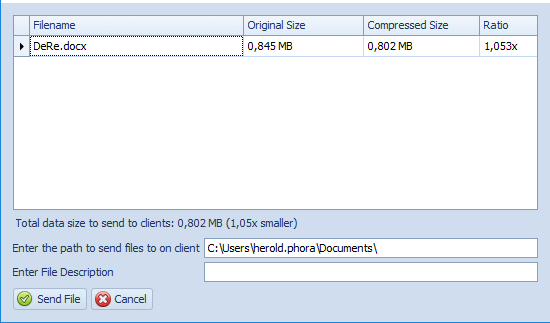 Filename Original Size Compressed Size Ratio
DeRe.docx 0,845 MB 0,802 MB 1,053x
Total data size to send to clients: 0,802 MB (1,05x smaller)
Enter the path to send files to on client C:\Users\herold.phora\Documents\
Enter File Description
Send File Cancel